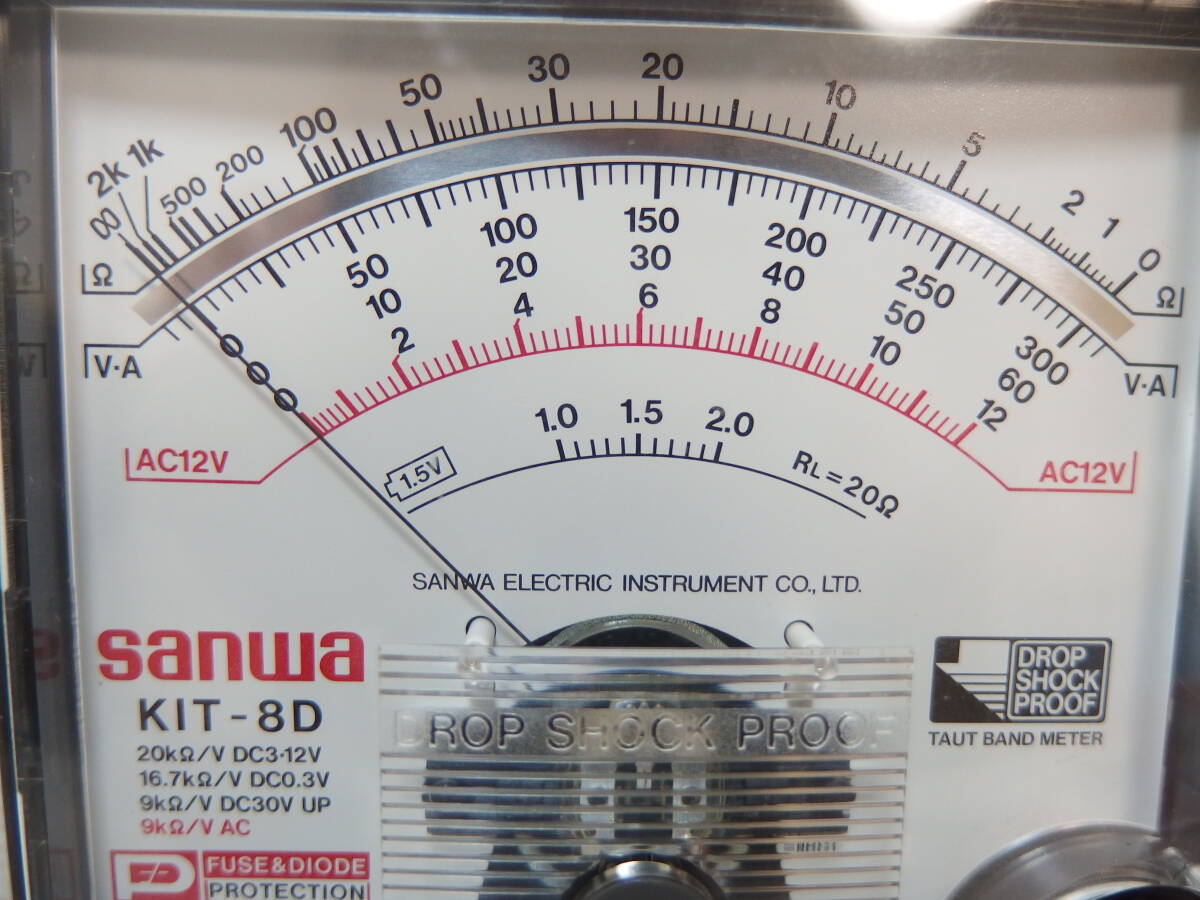 ∞ 2k 1k 500 200 100 50 30 20 10 5 2 1 0
Ω Ω
0 50 100 150 200 250 300
0 10 20 30 40 50 60
0 2 4 6 8 10 12
V·A V·A
AC12V AC12V
1.0 1.5 2.0
1.5V
RL=20Ω
SANWA ELECTRIC INSTRUMENT CO., LTD.
sanwa
KIT-8D
20kΩ/V DC3·12V
16.7kΩ/V DC0.3V
9kΩ/V DC30V UP
9kΩ/V AC
P
FUSE&DIODE
PROTECTION
DROP SHOCK PROOF
DROP
SHOCK
PROOF
TAUT BAND METER